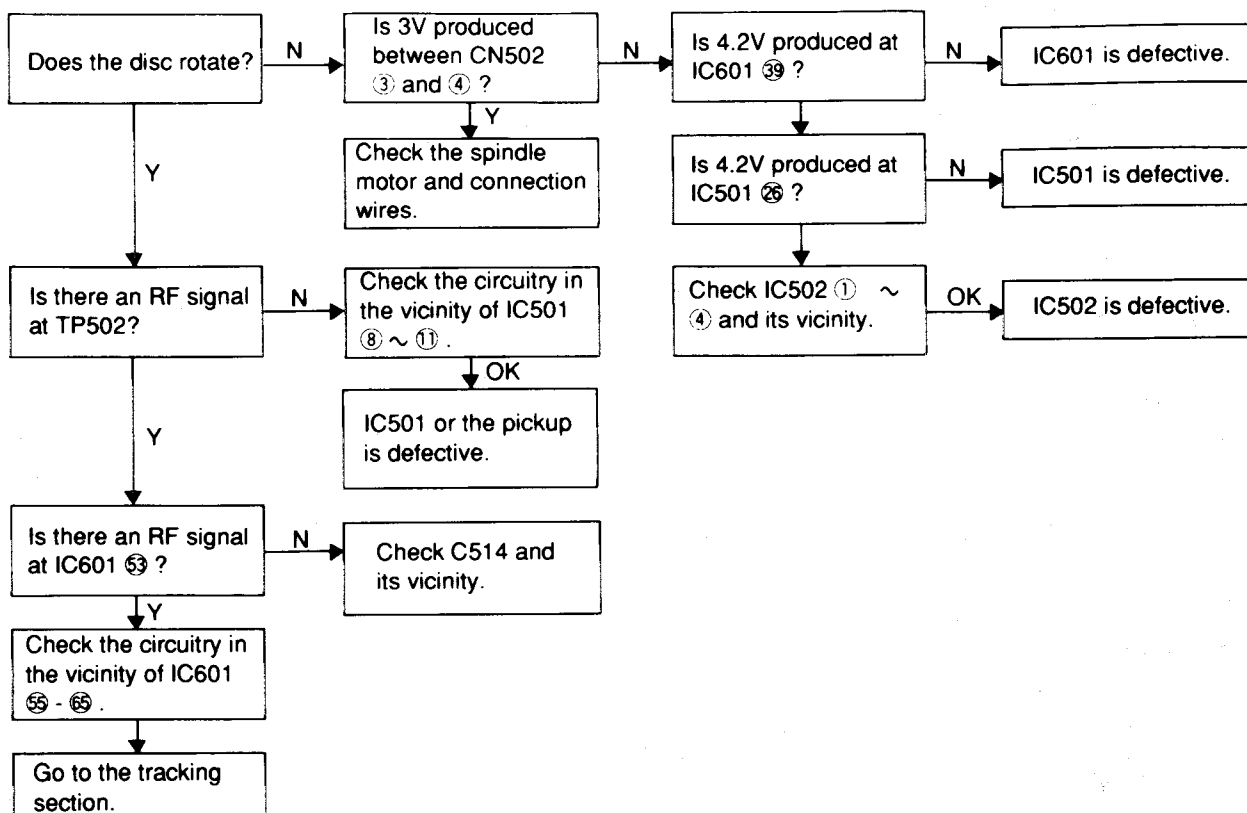 Does the disc rotate?
N
Is 3V produced
between CN502
③ and ④ ?
N
Is 4.2V produced at
IC601 ㊴ ?
N
IC601 is defective.
Y
Y
Check the spindle
motor and connection
wires.
Is 4.2V produced at
IC501 ㉖ ?
N
IC501 is defective.
Is there an RF signal
at TP502?
N
Check the circuitry in
the vicinity of IC501
⑧ ~ ⑪ .
Check IC502 ① ~
④ and its vicinity.
OK
IC502 is defective.
OK
IC501 or the pickup
is defective.
Y
Is there an RF signal
at IC601 53 ?
N
Check C514 and
its vicinity.
Y
Check the circuitry in
the vicinity of IC601
55 - 65 .
Go to the tracking
section.